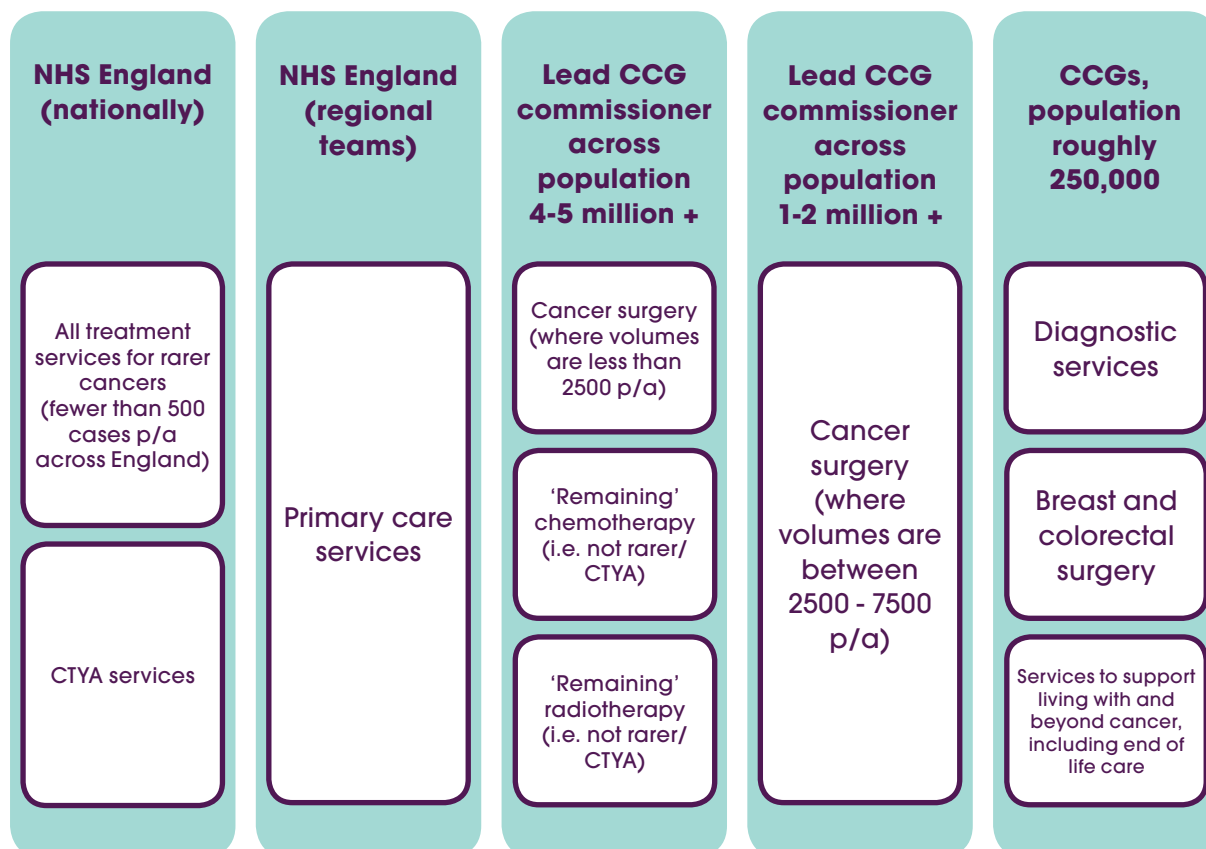 NHS England
(nationally)
All treatment
services for rarer
cancers
(fewer than 500
cases p/a
across England)
CTYA services
NHS England
(regional
teams)
Primary care
services
Lead CCG
commissioner
across
population
4-5 million +
Cancer surgery
(where volumes
are less than
2500 p/a)
‘Remaining’
chemotherapy
(i.e. not rarer/
CTYA)
‘Remaining’
radiotherapy
(i.e. not rarer/
CTYA)
Lead CCG
commissioner
across
population
1-2 million +
Cancer
surgery
(where
volumes are
between
2500 - 7500
p/a)
CCGs,
population
roughly
250,000
Diagnostic
services
Breast and
colorectal
surgery
Services to support
living with and
beyond cancer,
including end of
life care